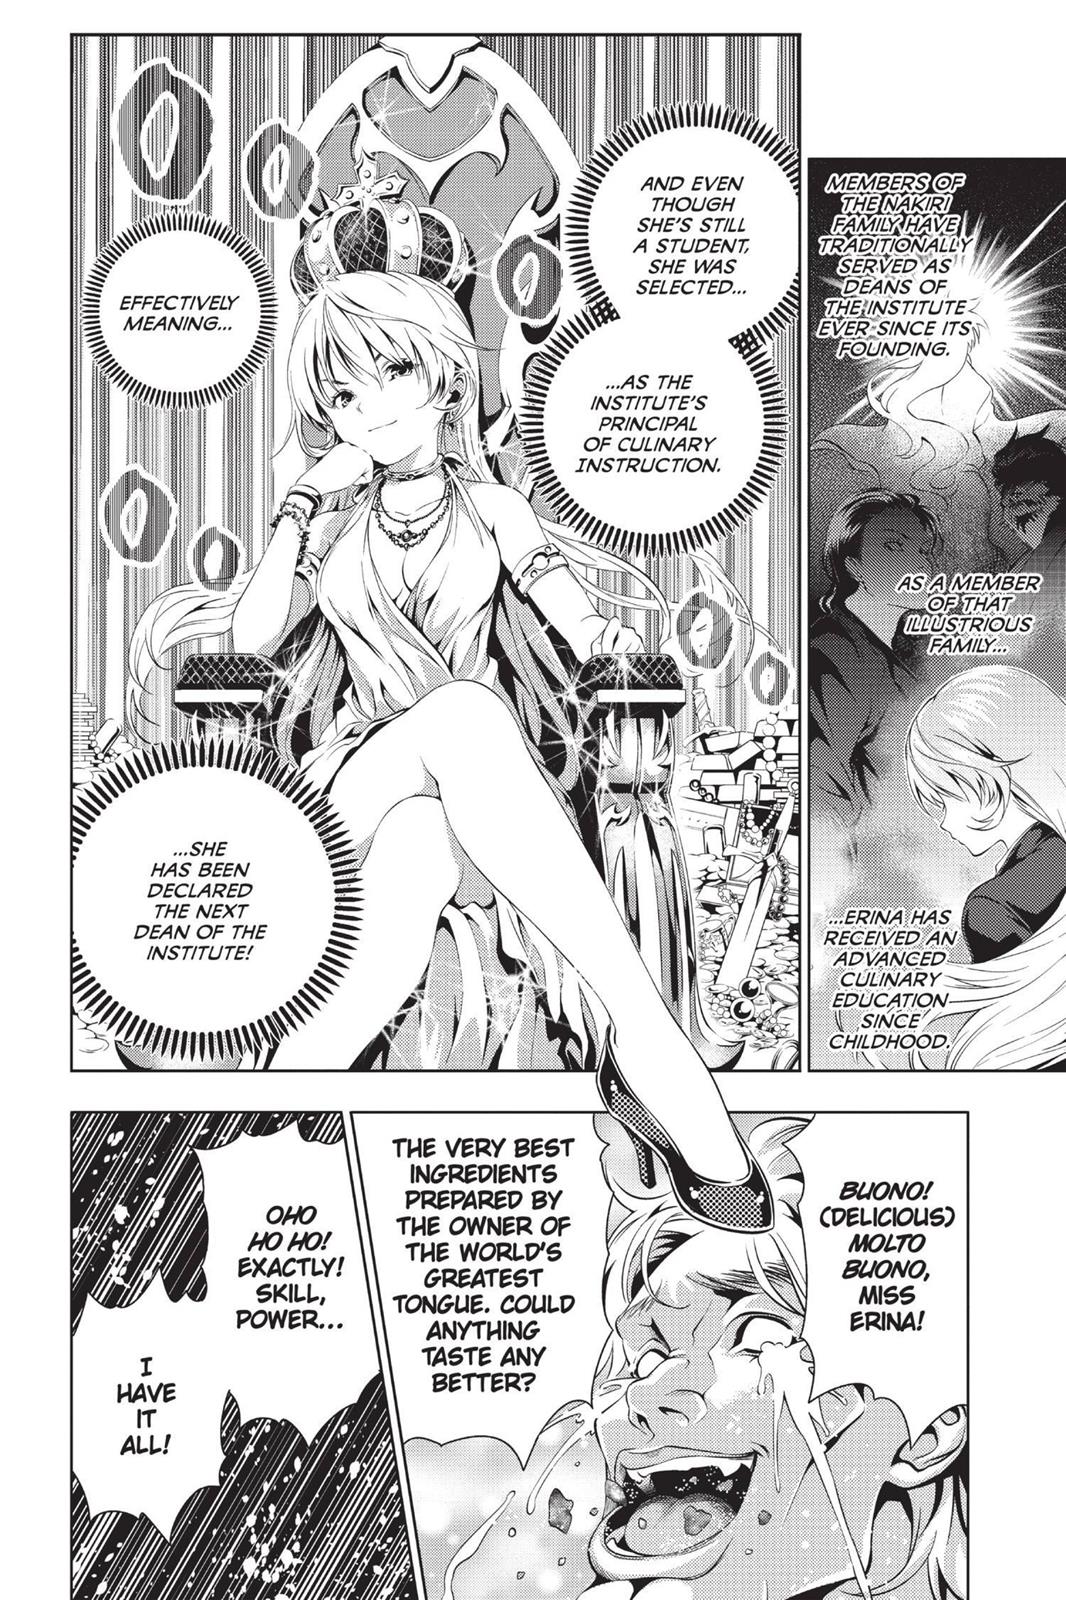 MEMBERS OF
THE NAKIRI
FAMILY HAVE
TRADITIONALLY
SERVED AS
DEANS OF
THE INSTITUTE
EVER SINCE ITS
FOUNDING.
AS A MEMBER
OF THAT
ILLUSTRIOUS
FAMILY...
...ERINA HAS
RECEIVED AN
ADVANCED
CULINARY
EDUCATION
SINCE
CHILDHOOD.
AND EVEN
THOUGH
SHE'S STILL
A STUDENT,
SHE WAS
SELECTED...
...AS THE
INSTITUTE'S
PRINCIPAL
OF CULINARY
INSTRUCTION.
EFFECTIVELY
MEANING...
...SHE
HAS BEEN
DECLARED
THE NEXT
DEAN OF THE
INSTITUTE!
BUONO!
(DELICIOUS)
MOLTO
BUONO,
MISS
ERINA!
THE VERY BEST
INGREDIENTS
PREPARED BY
THE OWNER OF
THE WORLD'S
GREATEST
TONGUE. COULD
ANYTHING
TASTE ANY
BETTER?
OHO
HO HO!
EXACTLY!
SKILL,
POWER...
I
HAVE
IT
ALL!